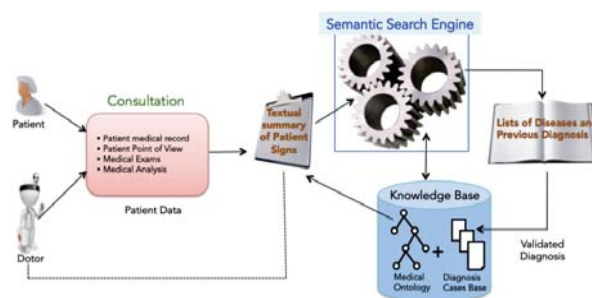 Semantic Search Engine
Consultation
Patient
• Patient medical record
• Patient Point of View
• Medical Exams
• Medical Analysis
Patient Data
Dotor
Textual
summary
of Patient
Signs
Lists of Diseases and
Previous Diagnosis
Knowledge Base
Medical
Ontology
+
Diagnosis
Cases Base
Validated
Diagnosis